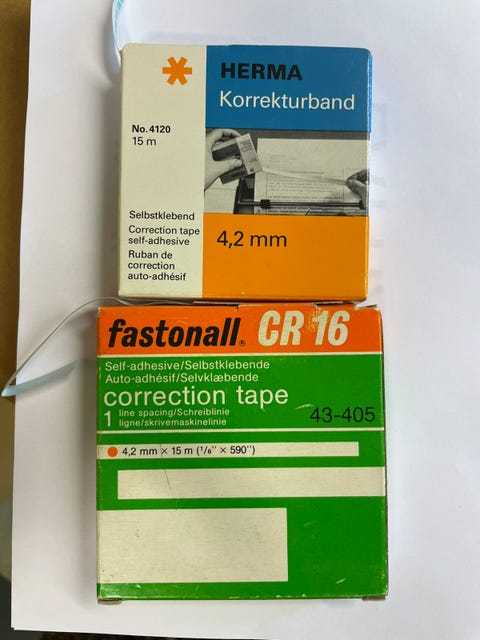 HERMA
Korrekturband
No. 4120
15 m
Selbstklebend
Correction tape
self-adhesive
Ruban de
correction
auto-adhésif
4,2 mm
fastonall® CR 16
Self-adhesive/Selbstklebende
Auto-adhésif/Selvklæbende
correction tape
1 line spacing/Schreiblinie
ligne/skrivemaskinelinie
43-405
4,2 mm × 15 m (1/6" × 590")